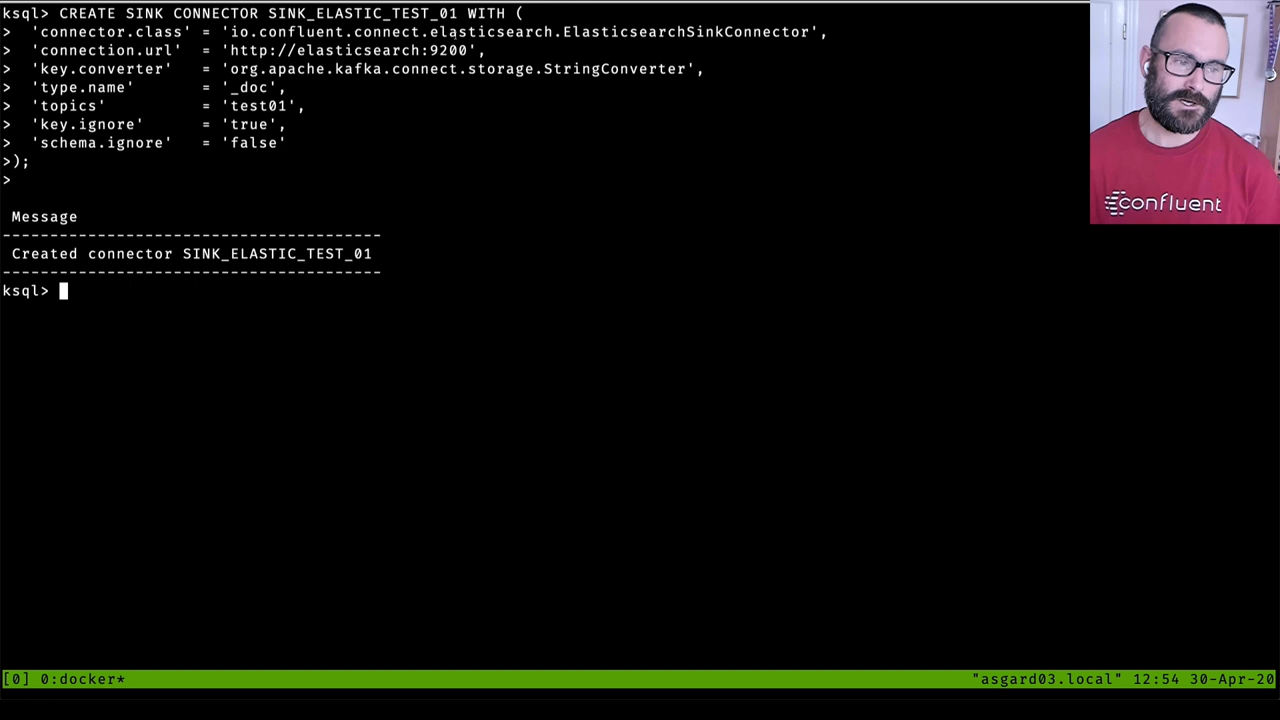 ksql> CREATE SINK CONNECTOR SINK_ELASTIC_TEST_01 WITH (
>  'connector.class' = 'io.confluent.connect.elasticsearch.ElasticsearchSinkConnector',
>  'connection.url'  = 'http://elasticsearch:9200',
>  'key.converter'   = 'org.apache.kafka.connect.storage.StringConverter',
>  'type.name'       = '_doc',
>  'topics'          = 'test01',
>  'key.ignore'      = 'true',
>  'schema.ignore'   = 'false'
>);
>
Message
----------------------------------------
Created connector SINK_ELASTIC_TEST_01
----------------------------------------
ksql>
confluent
[0] 0:docker* "asgard03.local" 12:54 30-Apr-20